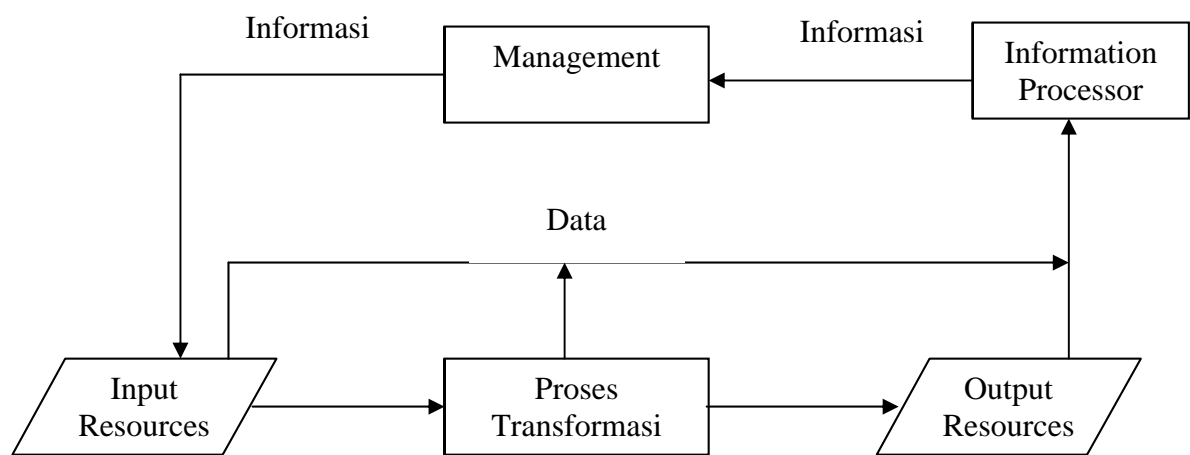 Informasi
Management
Informasi
Information
Processor
Data
Input
Resources
Proses
Transformasi
Output
Resources